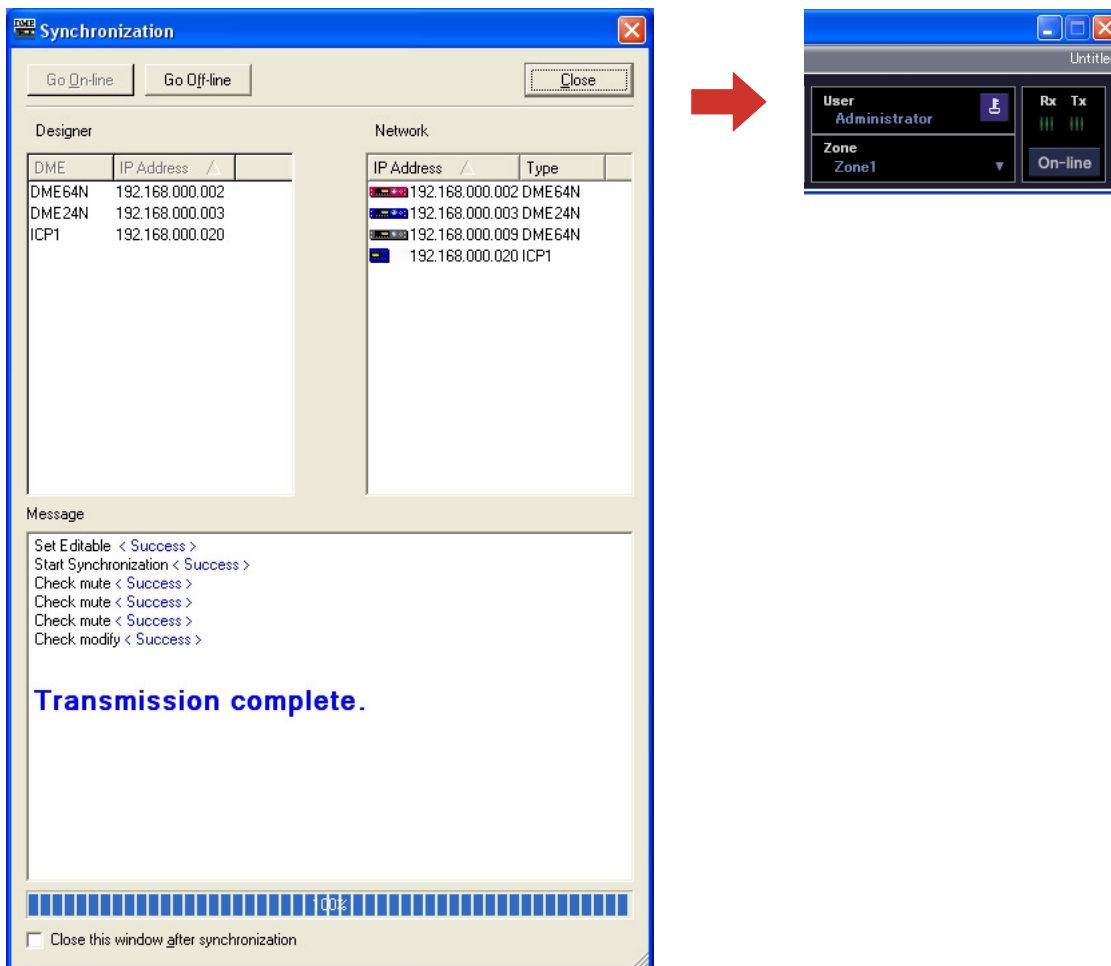 DME
Synchronization
Go On-line
Go Off-line
Close
Designer
Network
DME IP Address
DME64N 192.168.000.002
DME24N 192.168.000.003
ICP1 192.168.000.020
IP Address Type
192.168.000.002 DME64N
192.168.000.003 DME24N
192.168.000.009 DME64N
192.168.000.020 ICP1
Message
Set Editable < Success >
Start Synchronization < Success >
Check mute < Success >
Check mute < Success >
Check mute < Success >
Check modify < Success >
Transmission complete.
100%
Close this window after synchronization
Untitle
User
Administrator
Zone
Zone1
Rx Tx
On-line